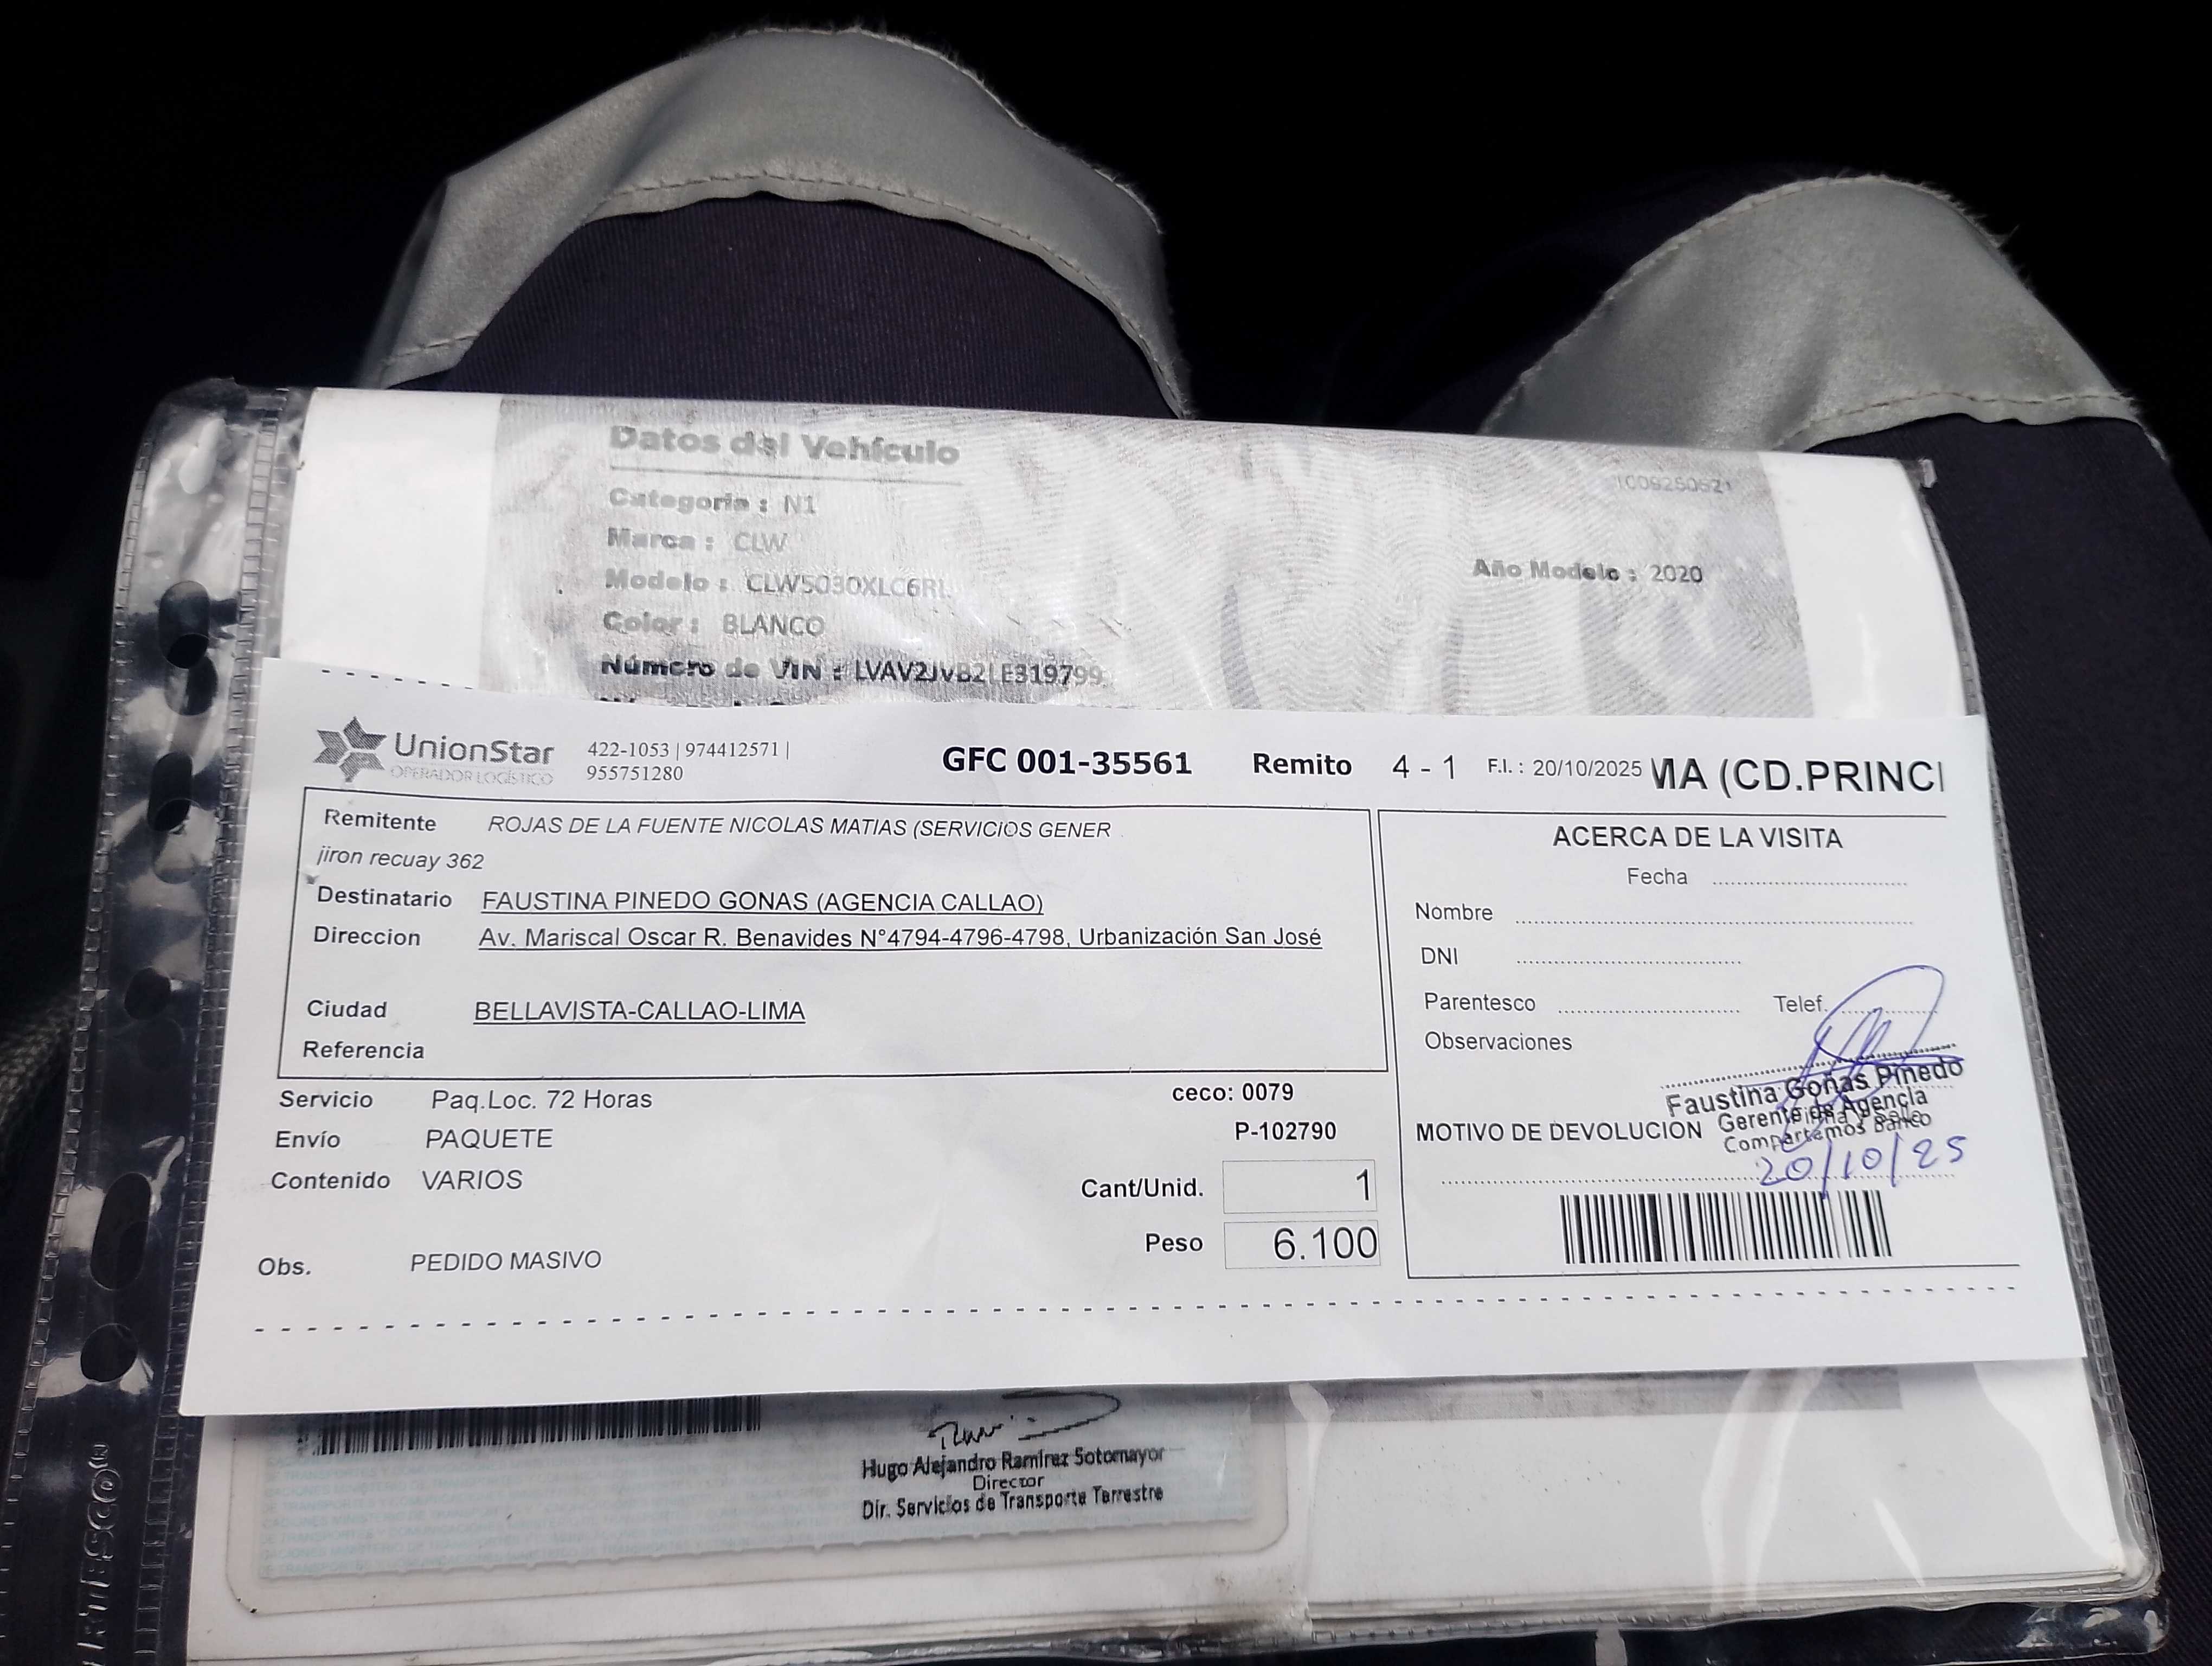 Datos del Vehículo
Categoria : N1
Marca : CLW
Modelo : CLW5030XLC6RL
Año Modelo : 2020
Color : BLANCO
Número de VIN : LVAV2JVB2LE319799
UnionStar
OPERADOR LOGÍSTICO
422-1053 | 974412571 |
955751280
GFC 001-35561 Remito 4 - 1 F.I. : 20/10/2025 MA (CD.PRINCI
Remitente ROJAS DE LA FUENTE NICOLAS MATIAS (SERVICIOS GENER
jiron recuay 362
Destinatario FAUSTINA PINEDO GONAS (AGENCIA CALLAO)
Direccion Av. Mariscal Oscar R. Benavides N°4794-4796-4798, Urbanización San José
Ciudad BELLAVISTA-CALLAO-LIMA
Referencia
Servicio Paq.Loc. 72 Horas
ceco: 0079
Envío PAQUETE
P-102790
Contenido VARIOS
Cant/Unid. 1
Peso 6.100
Obs. PEDIDO MASIVO
ACERCA DE LA VISITA
Fecha
Nombre
DNI
Parentesco Telef.
Observaciones
Faustina Goñas Pinedo
Gerente de Agencia
Compartamos Banco
MOTIVO DE DEVOLUCION
20/10/25
Hugo Alejandro Ramírez Sotomayor
Director
Dir. Servicios de Transporte Terrestre
ARTESCO®